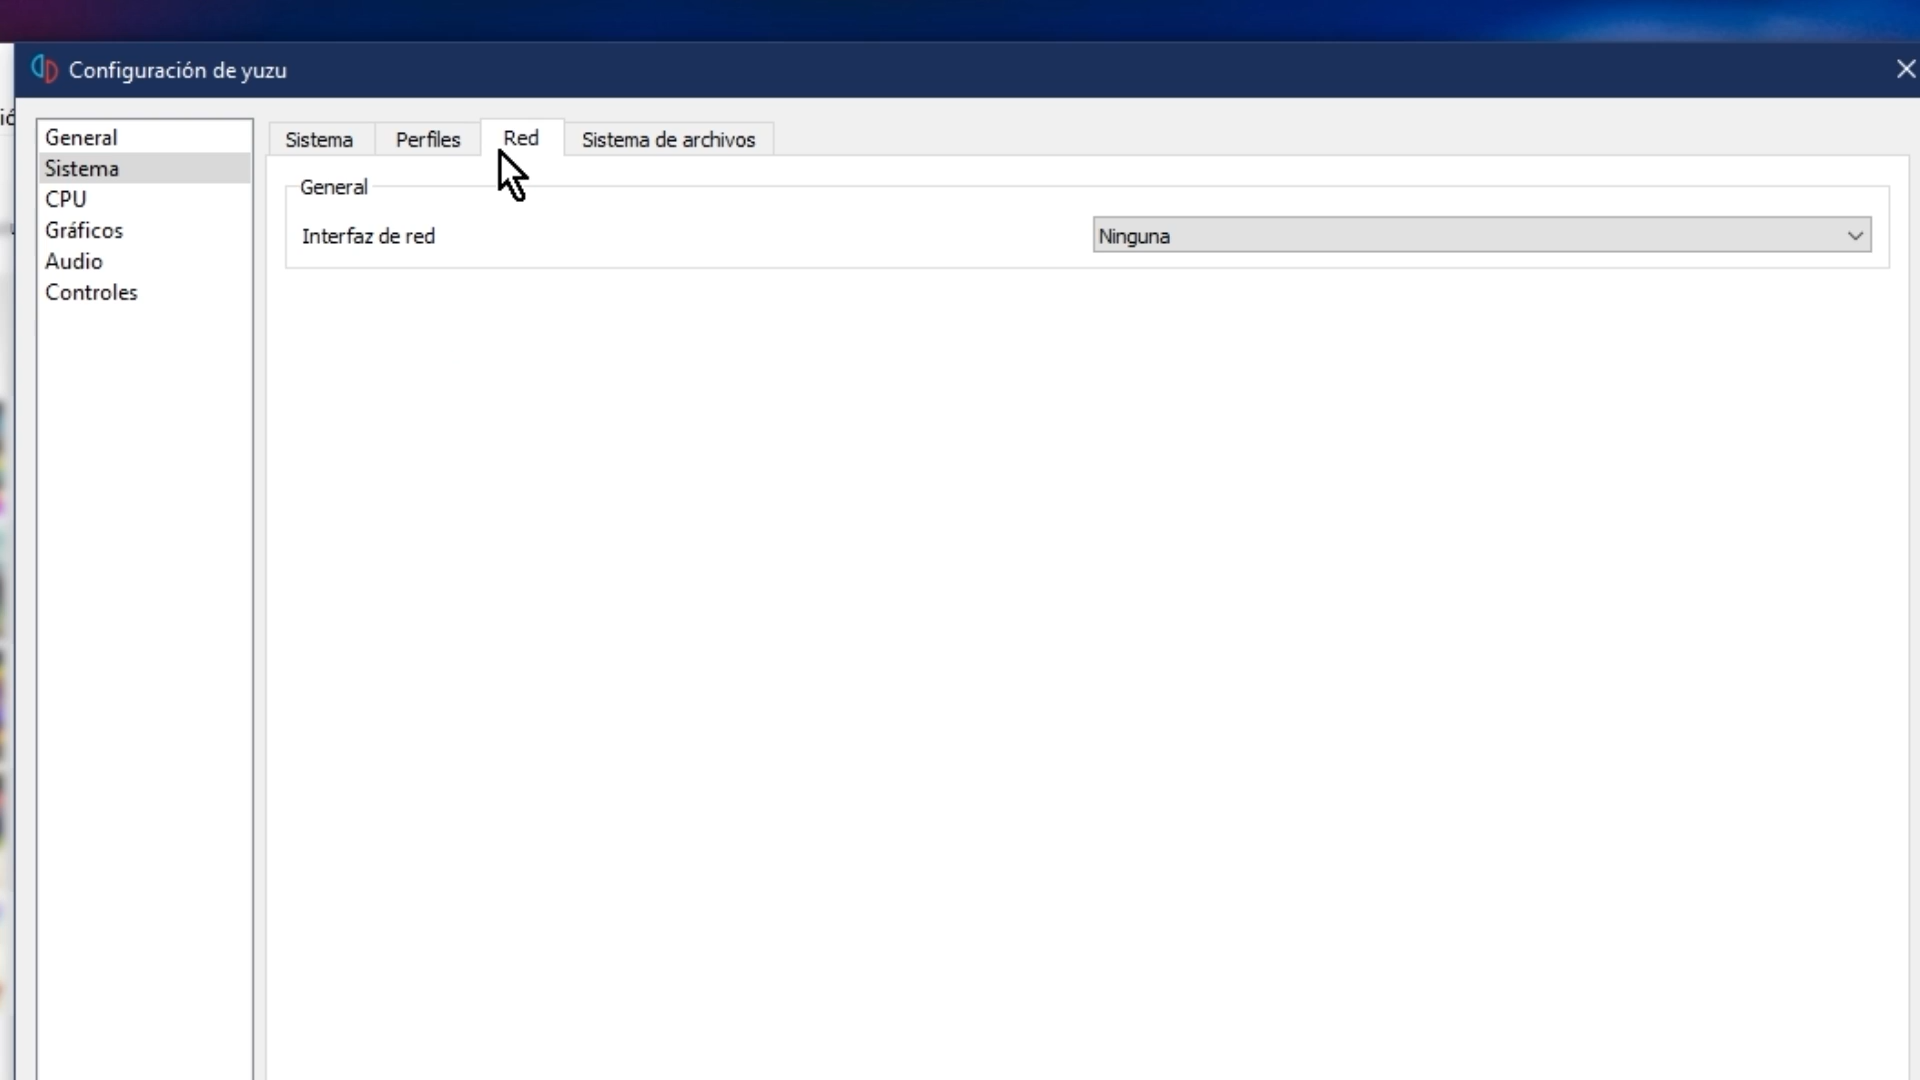 Configuración de yuzu
General
Sistema
CPU
Gráficos
Audio
Controles
Sistema
Perfiles
Red
Sistema de archivos
General
Interfaz de red
Ninguna